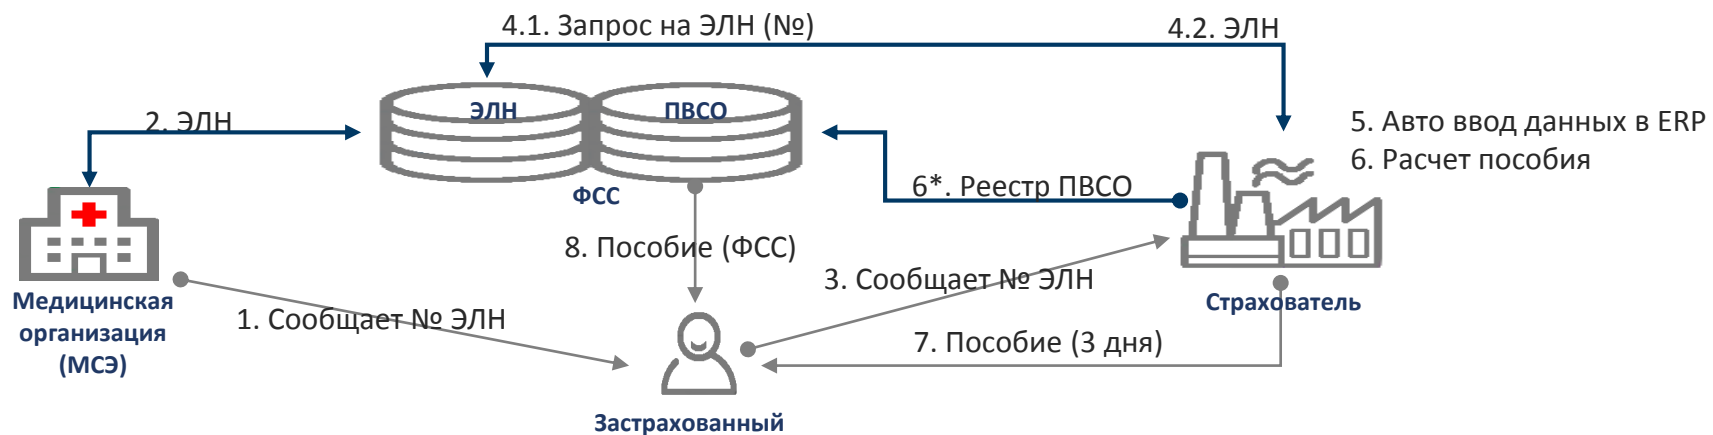 4.1. Запрос на ЭЛН (№)
4.2. ЭЛН
ЭЛН
ПВСО
2. ЭЛН
5. Авто ввод данных в ERP
6. Расчет пособия
ФСС
6*. Реестр ПВСО
8. Пособие (ФСС)
3. Сообщает № ЭЛН
Медицинская
организация
(МСЭ)
Страхователь
1. Сообщает № ЭЛН
7. Пособие (3 дня)
Застрахованный